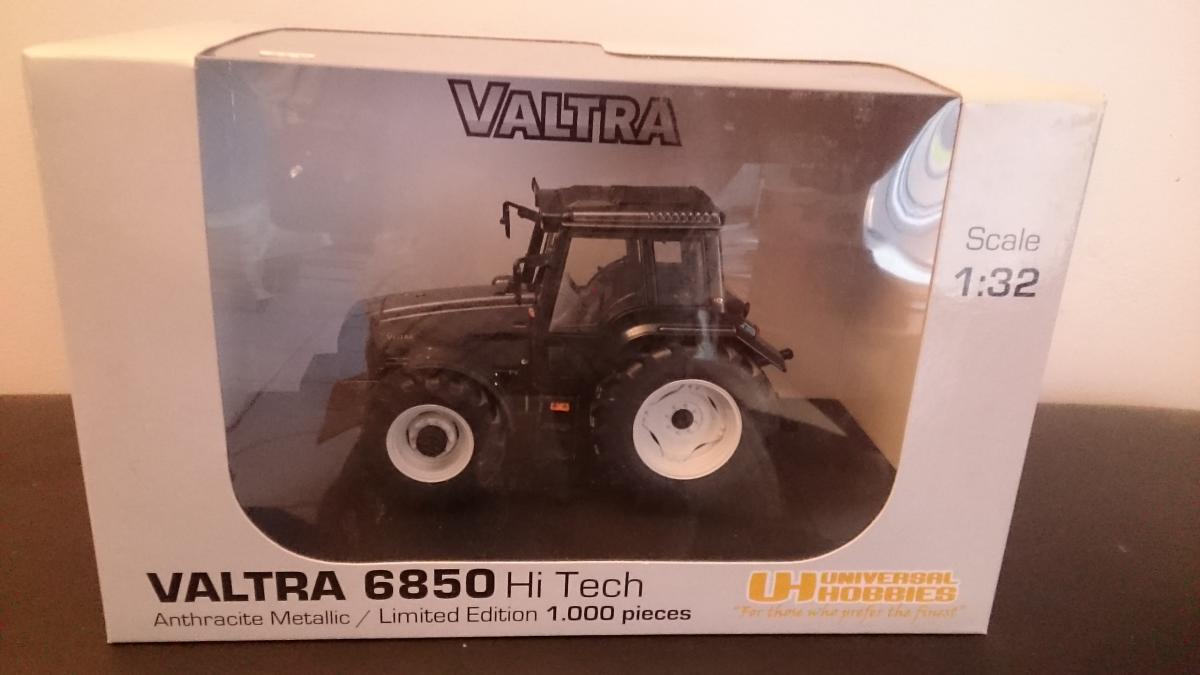 VALTRA
VALTRA
Scale
1:32
VALTRA 6850 Hi Tech
Anthracite Metallic / Limited Edition 1.000 pieces
UH UNIVERSAL HOBBIES
"For those who prefer the finest"